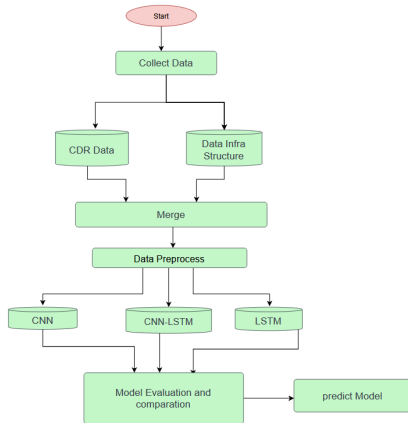 Start
Collect Data
CDR Data
Data Infra
Structure
Merge
Data Preprocess
CNN
CNN-LSTM
LSTM
Model Evaluation and
comparation
predict Model